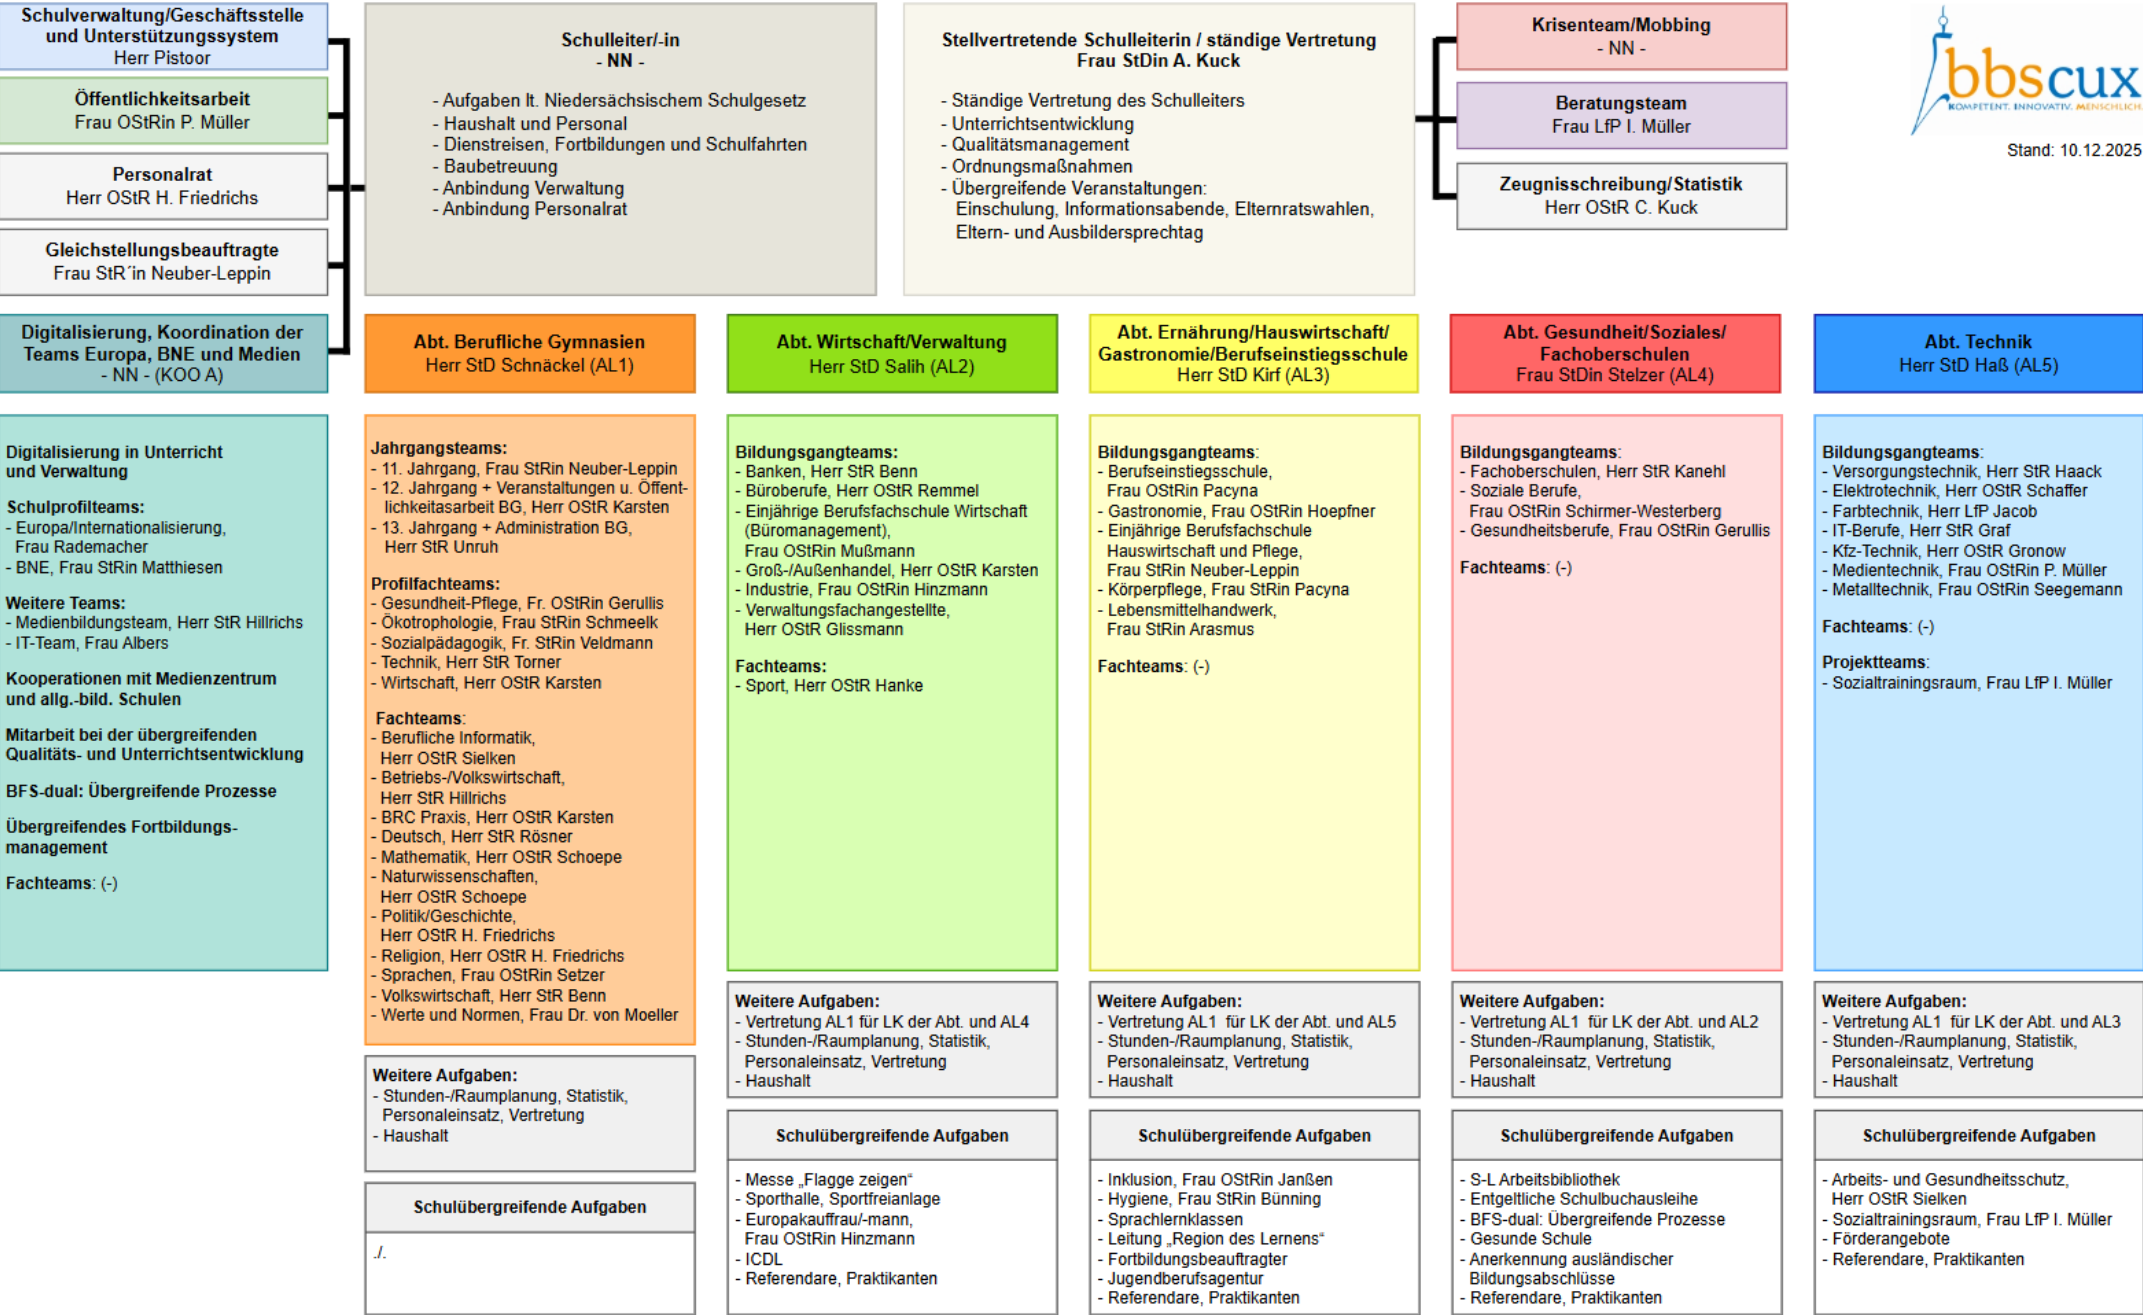 Schulverwaltung/Geschäftsstelle
und Unterstützungssystem
Herr Pistoor
Öffentlichkeitsarbeit
Frau OStRin P. Müller
Personalrat
Herr OStR H. Friedrichs
Gleichstellungsbeauftragte
Frau StR´in Neuber-Leppin
Schulleiter/-in
- NN -
- Aufgaben lt. Niedersächsischem Schulgesetz
- Haushalt und Personal
- Dienstreisen, Fortbildungen und Schulfahrten
- Baubetreuung
- Anbindung Verwaltung
- Anbindung Personalrat
Stellvertretende Schulleiterin / ständige Vertretung
Frau StDin A. Kuck
- Ständige Vertretung des Schulleiters
- Unterrichtsentwicklung
- Qualitätsmanagement
- Ordnungsmaßnahmen
- Übergreifende Veranstaltungen:
Einschulung, Informationsabende, Elternratswahlen,
Eltern- und Ausbildersprechtag
Krisenteam/Mobbing
- NN -
Beratungsteam
Frau LfP I. Müller
Zeugnisschreibung/Statistik
Herr OStR C. Kuck
bbscux
KOMPETENT. INNOVATIV. MENSCHLICH.
Stand: 10.12.2025
Digitalisierung, Koordination der
Teams Europa, BNE und Medien
- NN - (KOO A)
Digitalisierung in Unterricht
und Verwaltung
Schulprofilteams:
- Europa/Internationalisierung,
Frau Rademacher
- BNE, Frau StRin Matthiesen
Weitere Teams:
- Medienbildungsteam, Herr StR Hillrichs
- IT-Team, Frau Albers
Kooperationen mit Medienzentrum
und allg.-bild. Schulen
Mitarbeit bei der übergreifenden
Qualitäts- und Unterrichtsentwicklung
BFS-dual: Übergreifende Prozesse
Übergreifendes Fortbildungs-
management
Fachteams: (-)
Abt. Berufliche Gymnasien
Herr StD Schnäckel (AL1)
Jahrgangsteams:
- 11. Jahrgang, Frau StRin Neuber-Leppin
- 12. Jahrgang + Veranstaltungen u. Öffent-
lichkeitsarbeit BG, Herr OStR Karsten
- 13. Jahrgang + Administration BG,
Herr StR Unruh
Profilfachteams:
- Gesundheit-Pflege, Fr. OStRin Gerullis
- Ökotrophologie, Frau StRin Schmeelk
- Sozialpädagogik, Fr. StRin Veldmann
- Technik, Herr StR Torner
- Wirtschaft, Herr OStR Karsten
Fachteams:
- Berufliche Informatik,
Herr OStR Sielken
- Betriebs-/Volkswirtschaft,
Herr StR Hillrichs
- BRC Praxis, Herr OStR Karsten
- Deutsch, Herr StR Rösner
- Mathematik, Herr OStR Schoepe
- Naturwissenschaften,
Herr OStR Schoepe
- Politik/Geschichte,
Herr OStR H. Friedrichs
- Religion, Herr OStR H. Friedrichs
- Sprachen, Frau OStRin Setzer
- Volkswirtschaft, Herr StR Benn
- Werte und Normen, Frau Dr. von Moeller
Weitere Aufgaben:
- Stunden-/Raumplanung, Statistik,
Personaleinsatz, Vertretung
- Haushalt
Schulübergreifende Aufgaben
./.
Abt. Wirtschaft/Verwaltung
Herr StD Salih (AL2)
Bildungsgangteams:
- Banken, Herr StR Benn
- Büroberufe, Herr OStR Remmel
- Einjährige Berufsfachschule Wirtschaft
(Büromanagement),
Frau OStRin Mußmann
- Groß-/Außenhandel, Herr OStR Karsten
- Industrie, Frau OStRin Hinzmann
- Verwaltungsfachangestellte,
Herr OStR Glissmann
Fachteams:
- Sport, Herr OStR Hanke
Weitere Aufgaben:
- Vertretung AL1 für LK der Abt. und AL4
- Stunden-/Raumplanung, Statistik,
Personaleinsatz, Vertretung
- Haushalt
Schulübergreifende Aufgaben
- Messe „Flagge zeigen“
- Sporthalle, Sportfreianlage
- Europakauffrau/-mann,
Frau OStRin Hinzmann
- ICDL
- Referendare, Praktikanten
Abt. Ernährung/Hauswirtschaft/
Gastronomie/Berufseinstiegsschule
Herr StD Kirf (AL3)
Bildungsgangteams:
- Berufseinstiegsschule,
Frau OStRin Pacyna
- Gastronomie, Frau OStRin Hoepfner
- Einjährige Berufsfachschule
Hauswirtschaft und Pflege,
Frau StRin Neuber-Leppin
- Körperpflege, Frau StRin Pacyna
- Lebensmittelhandwerk,
Frau StRin Arasmus
Fachteams: (-)
Weitere Aufgaben:
- Vertretung AL1 für LK der Abt. und AL5
- Stunden-/Raumplanung, Statistik,
Personaleinsatz, Vertretung
- Haushalt
Schulübergreifende Aufgaben
- Inklusion, Frau OStRin Janßen
- Hygiene, Frau StRin Bünning
- Sprachlernklassen
- Leitung „Region des Lernens“
- Fortbildungsbeauftragter
- Jugendberufsagentur
- Referendare, Praktikanten
Abt. Gesundheit/Soziales/
Fachoberschulen
Frau StDin Stelzer (AL4)
Bildungsgangteams:
- Fachoberschulen, Herr StR Kanehl
- Soziale Berufe,
Frau OStRin Schirmer-Westerberg
- Gesundheitsberufe, Frau OStRin Gerullis
Fachteams: (-)
Weitere Aufgaben:
- Vertretung AL1 für LK der Abt. und AL2
- Stunden-/Raumplanung, Statistik,
Personaleinsatz, Vertretung
- Haushalt
Schulübergreifende Aufgaben
- S-L Arbeitsbibliothek
- Entgeltliche Schulbuchausleihe
- BFS-dual: Übergreifende Prozesse
- Gesunde Schule
- Anerkennung ausländischer
Bildungsabschlüsse
- Referendare, Praktikanten
Abt. Technik
Herr StD Haß (AL5)
Bildungsgangteams:
- Versorgungstechnik, Herr StR Haack
- Elektrotechnik, Herr OStR Schaffer
- Farbtechnik, Herr LfP Jacob
- IT-Berufe, Herr StR Graf
- Kfz-Technik, Herr OStR Gronow
- Medientechnik, Frau OStRin P. Müller
- Metalltechnik, Frau OStRin Seegemann
Fachteams: (-)
Projektteams:
- Sozialtrainingsraum, Frau LfP I. Müller
Weitere Aufgaben:
- Vertretung AL1 für LK der Abt. und AL3
- Stunden-/Raumplanung, Statistik,
Personaleinsatz, Vertretung
- Haushalt
Schulübergreifende Aufgaben
- Arbeits- und Gesundheitsschutz,
Herr OStR Sielken
- Sozialtrainingsraum, Frau LfP I. Müller
- Förderangebote
- Referendare, Praktikanten